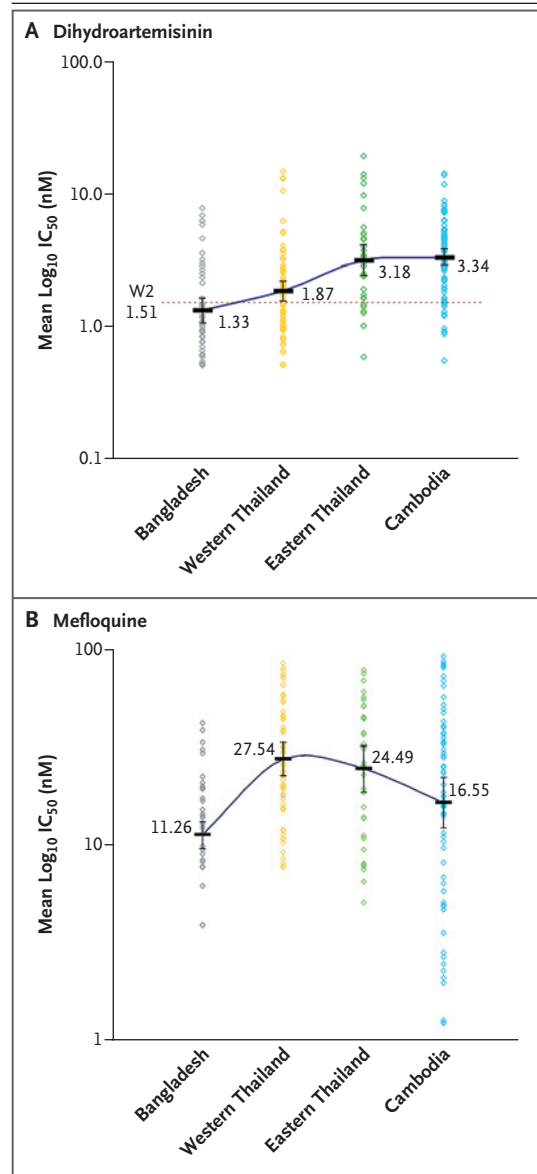 A Dihydroartemisinin
Mean Log10 IC50 (nM)
100.0
10.0
1.0
0.1
W2
1.51
1.33
1.87
3.18
3.34
Bangladesh
Western Thailand
Eastern Thailand
Cambodia
B Mefloquine
Mean Log10 IC50 (nM)
100
10
1
11.26
27.54
24.49
16.55
Bangladesh
Western Thailand
Eastern Thailand
Cambodia